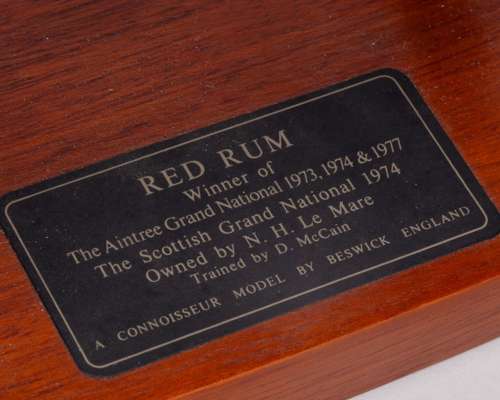 RED RUM
Winner of
The Aintree Grand National 1973, 1974 & 1977
The Scottish Grand National 1974
Owned by N. H. Le Mare
Trained by D. McCain
A CONNOISSEUR MODEL BY BESWICK ENGLAND